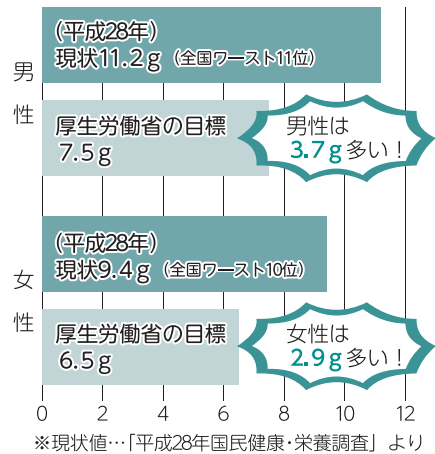 男性
(平成28年)
現状11.2g (全国ワースト11位)
厚生労働省の目標
7.5g
男性は
3.7g多い!
女性
(平成28年)
現状9.4g (全国ワースト10位)
厚生労働省の目標
6.5g
女性は
2.9g多い!
0 2 4 6 8 10 12
※現状値…「平成28年国民健康・栄養調査」より